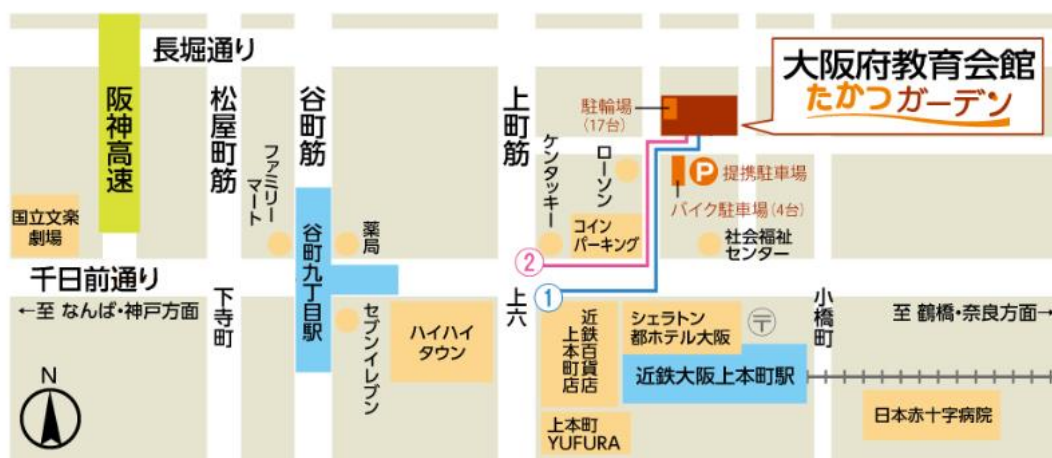 長堀通り
阪神高速
松屋町筋
谷町筋
上町筋
大阪府教育会館
たかつガーデン
駐輪場
(17台)
ファミリー
マート
ケンタッキー
ローソン
P 提携駐車場
バイク駐車場(4台)
国立文楽
劇場
谷町九丁目駅
薬局
コイン
パーキング
社会福祉
センター
②
千日前通り
①
←至 なんば・神戸方面
下寺町
セブンイレブン
ハイハイ
タウン
上六
近鉄百貨店
上本町店
シェラトン
都ホテル大阪
〒
小橋町
至 鶴橋・奈良方面→
近鉄大阪上本町駅
N
上本町
YUFURA
日本赤十字病院